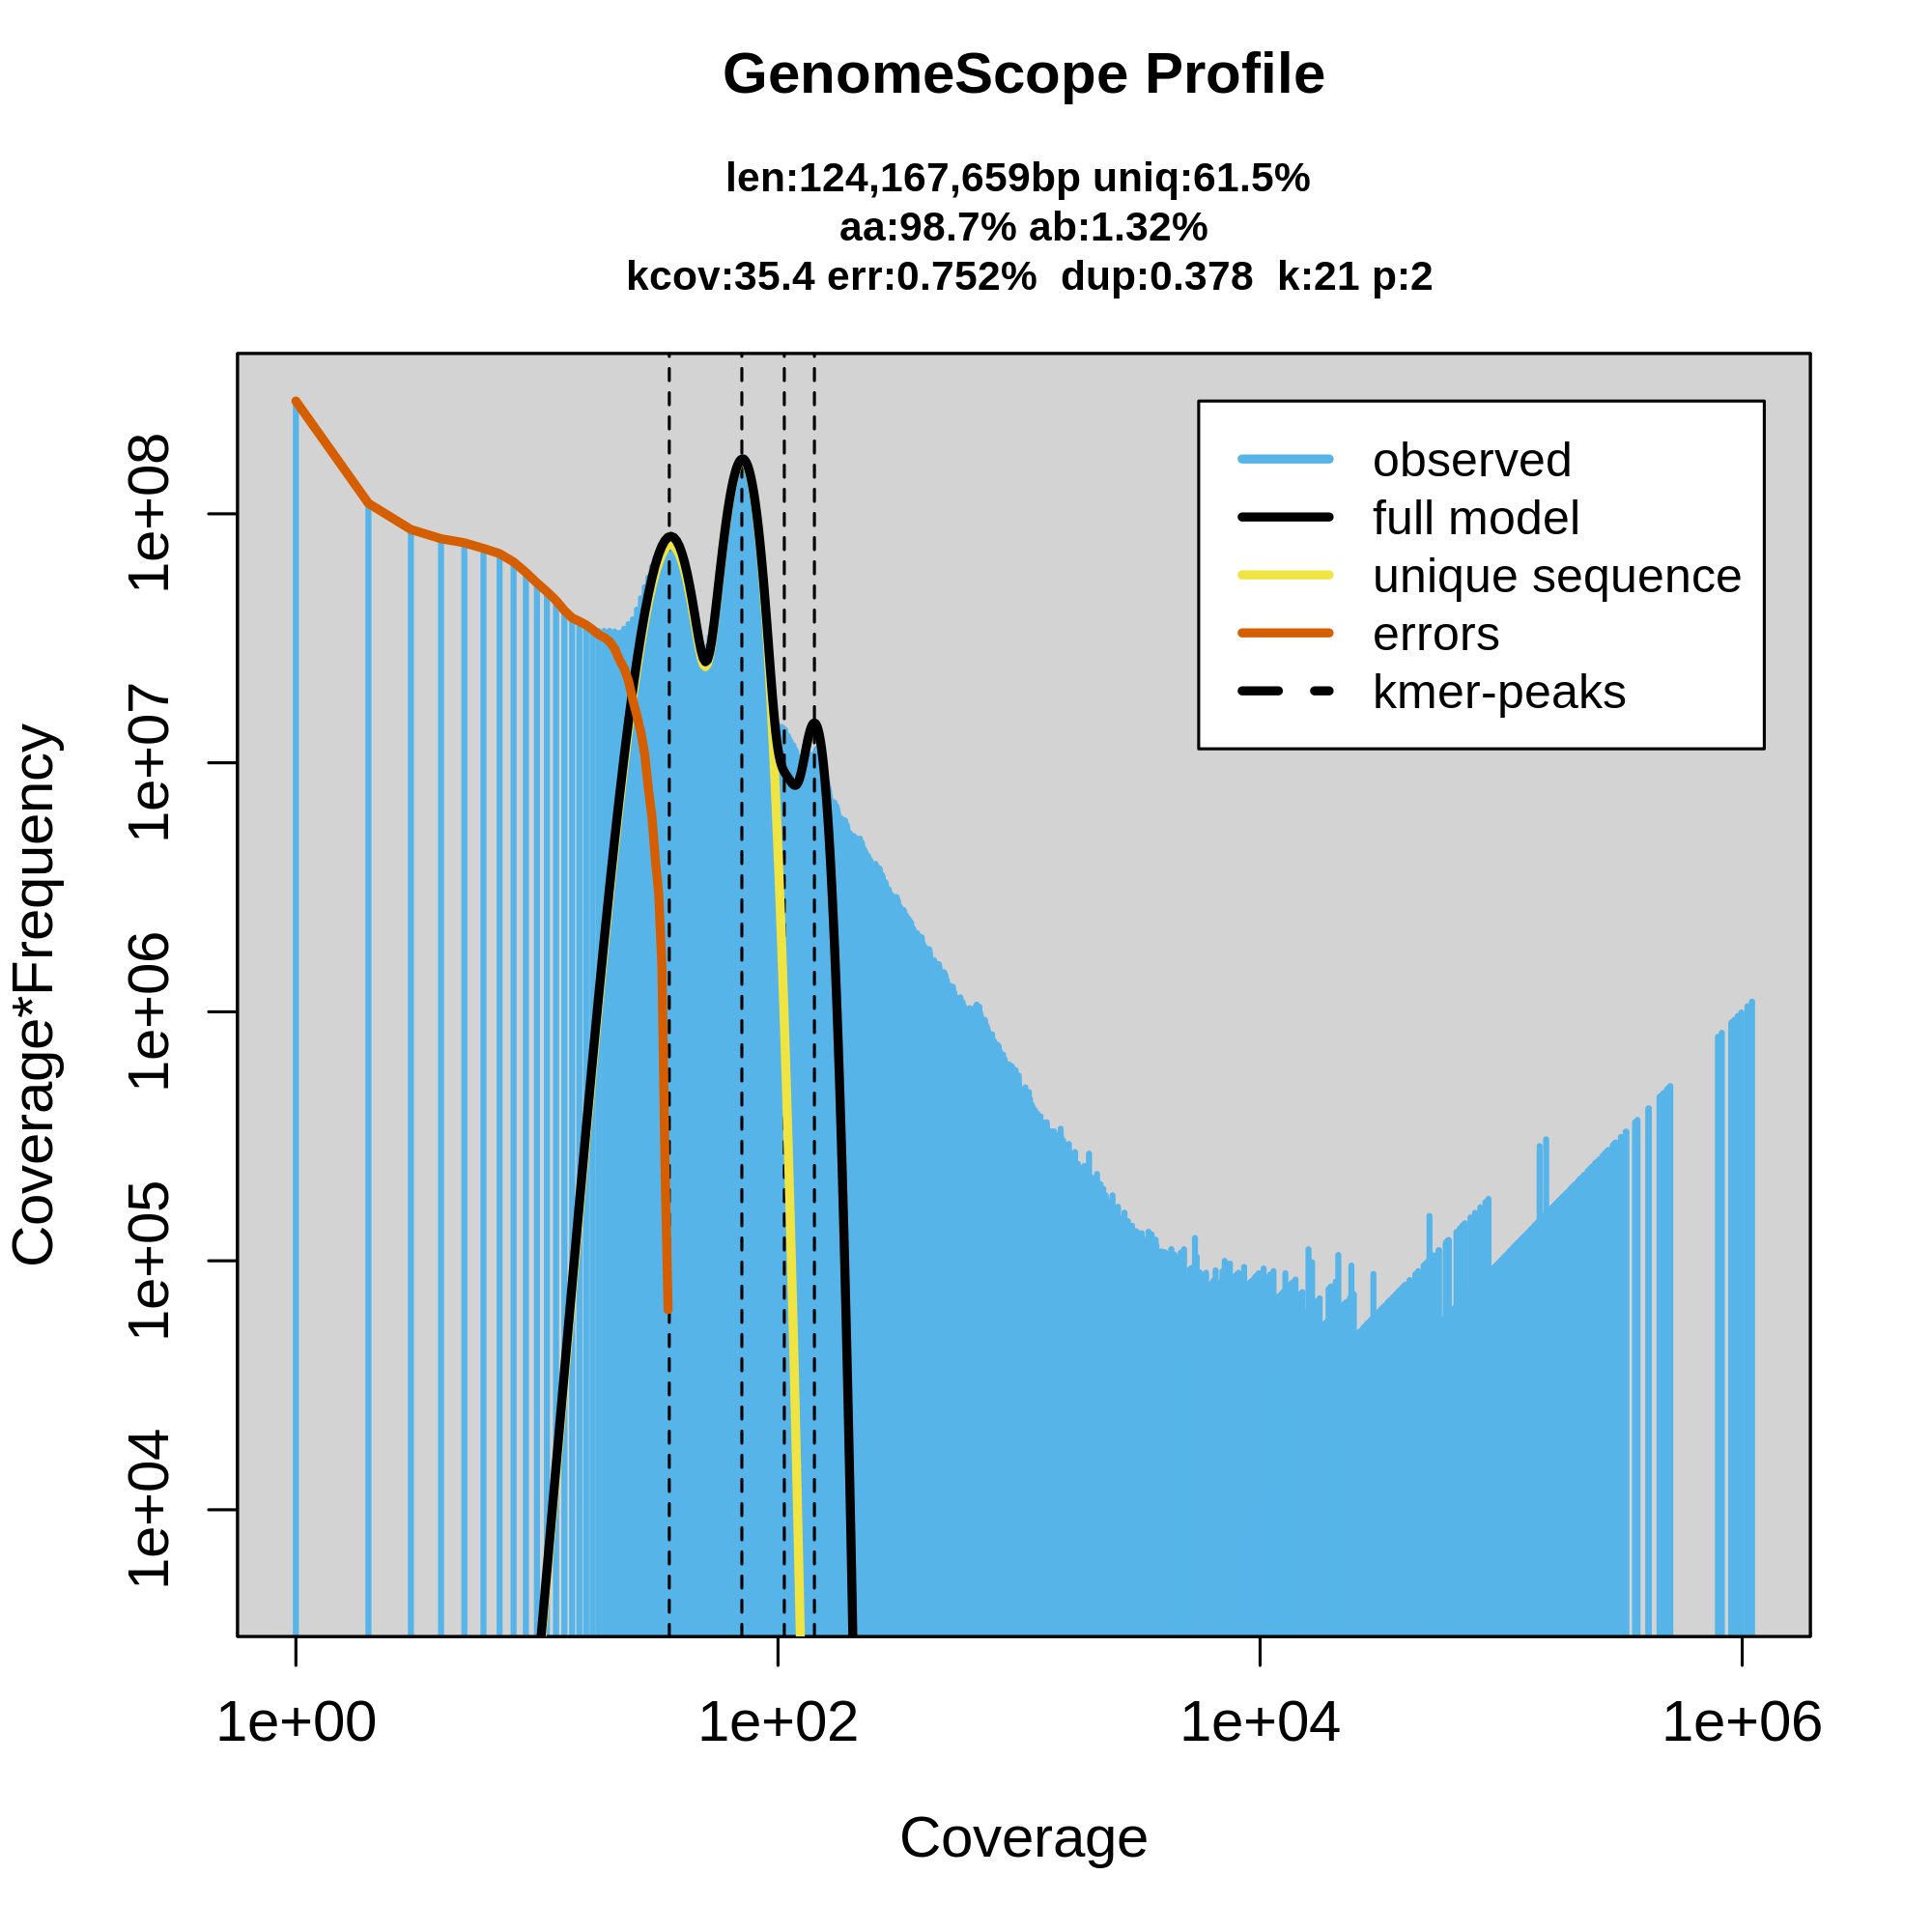 GenomeScope Profile
len:124,167,659bp uniq:61.5%
aa:98.7% ab:1.32%
kcov:35.4 err:0.752%  dup:0.378  k:21 p:2
observed
full model
unique sequence
errors
kmer-peaks
Coverage*Frequency
1e+08
1e+07
1e+06
1e+05
1e+04
1e+00
1e+02
1e+04
1e+06
Coverage